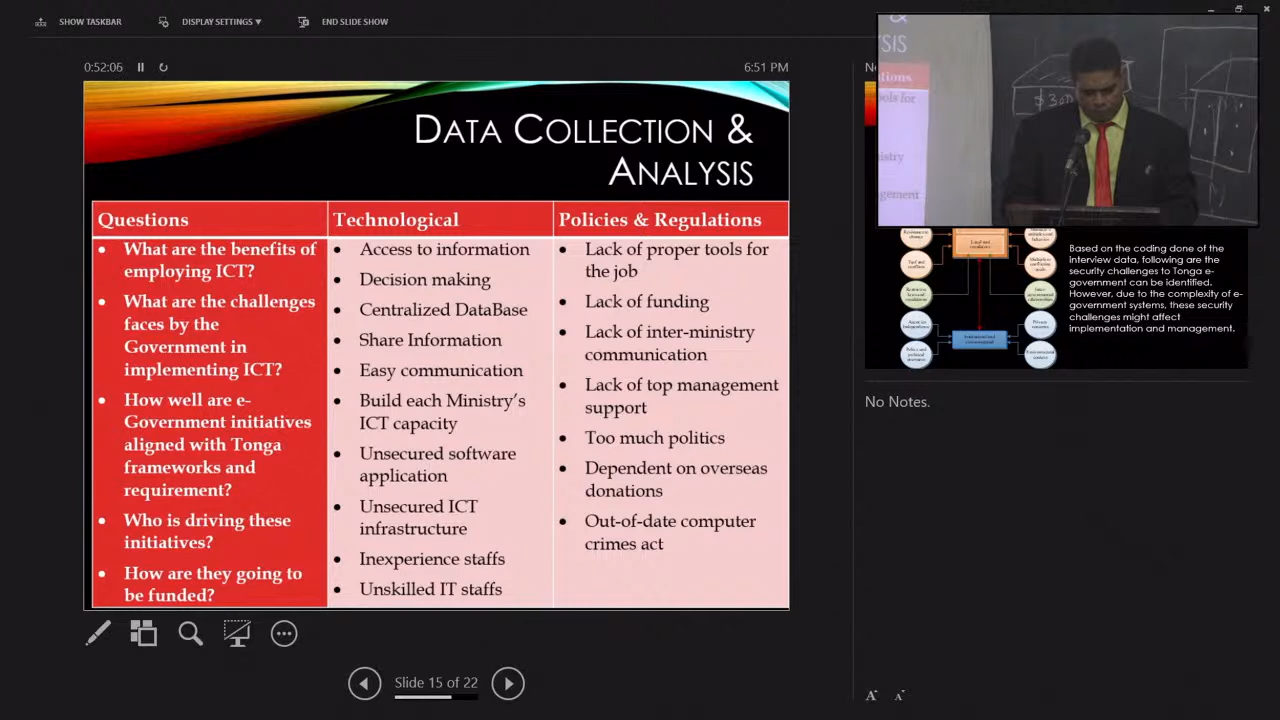 SHOW TASKBAR
DISPLAY SETTINGS ▼
END SLIDE SHOW
0:52:06
6:51 PM
DATA COLLECTION &
ANALYSIS
Questions
• What are the benefits of
employing ICT?
• What are the challenges
faces by the
Government in
implementing ICT?
• How well are e-
Government initiatives
aligned with Tonga
frameworks and
requirement?
• Who is driving these
initiatives?
• How are they going to
be funded?
Technological
• Access to information
• Decision making
• Centralized DataBase
• Share Information
• Easy communication
• Build each Ministry's
ICT capacity
• Unsecured software
application
• Unsecured ICT
infrastructure
• Inexperience staffs
• Unskilled IT staffs
Policies & Regulations
• Lack of proper tools for
the job
• Lack of funding
• Lack of inter-ministry
communication
• Lack of top management
support
• Too much politics
• Dependent on overseas
donations
• Out-of-date computer
crimes act
Slide 15 of 22
Based on the coding done of the
interview data, following are the
security challenges to Tonga e-
government can be identified.
However, due to the complexity of e-
government systems, these security
challenges might affect
implementation and management.
No Notes.
A
A